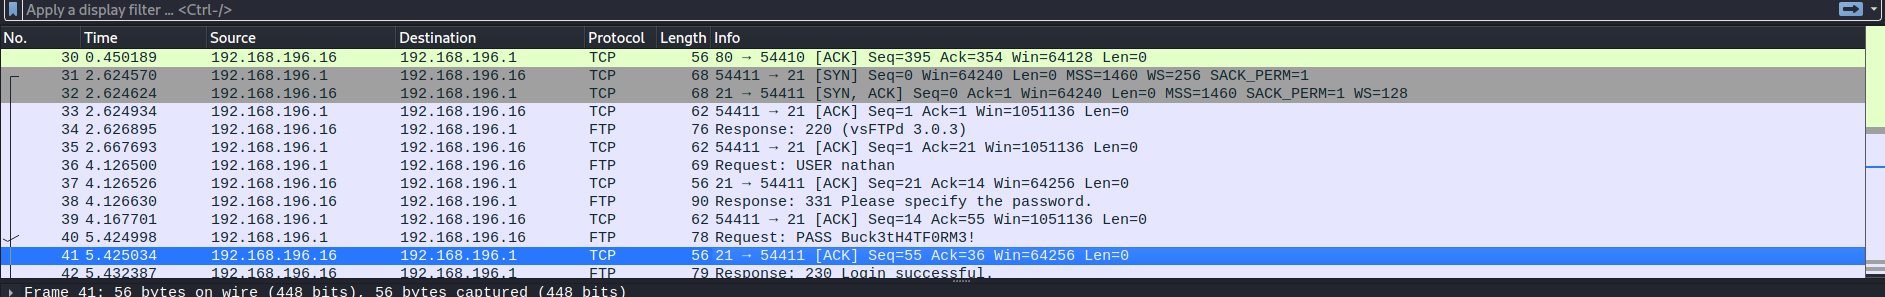 Apply a display filter ... <Ctrl-/>
No. Time Source Destination Protocol Length Info
30 0.450189 192.168.196.16 192.168.196.1 TCP 56 80 → 54410 [ACK] Seq=395 Ack=354 Win=64128 Len=0
31 2.624570 192.168.196.1 192.168.196.16 TCP 68 54411 → 21 [SYN] Seq=0 Win=64240 Len=0 MSS=1460 WS=256 SACK_PERM=1
32 2.624624 192.168.196.16 192.168.196.1 TCP 68 21 → 54411 [SYN, ACK] Seq=0 Ack=1 Win=64240 Len=0 MSS=1460 SACK_PERM=1 WS=128
33 2.624934 192.168.196.1 192.168.196.16 TCP 62 54411 → 21 [ACK] Seq=1 Ack=1 Win=1051136 Len=0
34 2.626895 192.168.196.16 192.168.196.1 FTP 76 Response: 220 (vsFTPd 3.0.3)
35 2.667693 192.168.196.1 192.168.196.16 TCP 62 54411 → 21 [ACK] Seq=1 Ack=21 Win=1051136 Len=0
36 4.126500 192.168.196.1 192.168.196.16 FTP 69 Request: USER nathan
37 4.126526 192.168.196.16 192.168.196.1 TCP 56 21 → 54411 [ACK] Seq=21 Ack=14 Win=64256 Len=0
38 4.126630 192.168.196.16 192.168.196.1 FTP 90 Response: 331 Please specify the password.
39 4.167701 192.168.196.1 192.168.196.16 TCP 62 54411 → 21 [ACK] Seq=14 Ack=55 Win=1051136 Len=0
40 5.424998 192.168.196.1 192.168.196.16 FTP 78 Request: PASS Buck3tH4TF0RM3!
41 5.425034 192.168.196.16 192.168.196.1 TCP 56 21 → 54411 [ACK] Seq=55 Ack=36 Win=64256 Len=0
42 5.432387 192.168.196.16 192.168.196.1 FTP 79 Response: 230 Login successful.
Frame 41: 56 bytes on wire (448 bits), 56 bytes captured (448 bits)